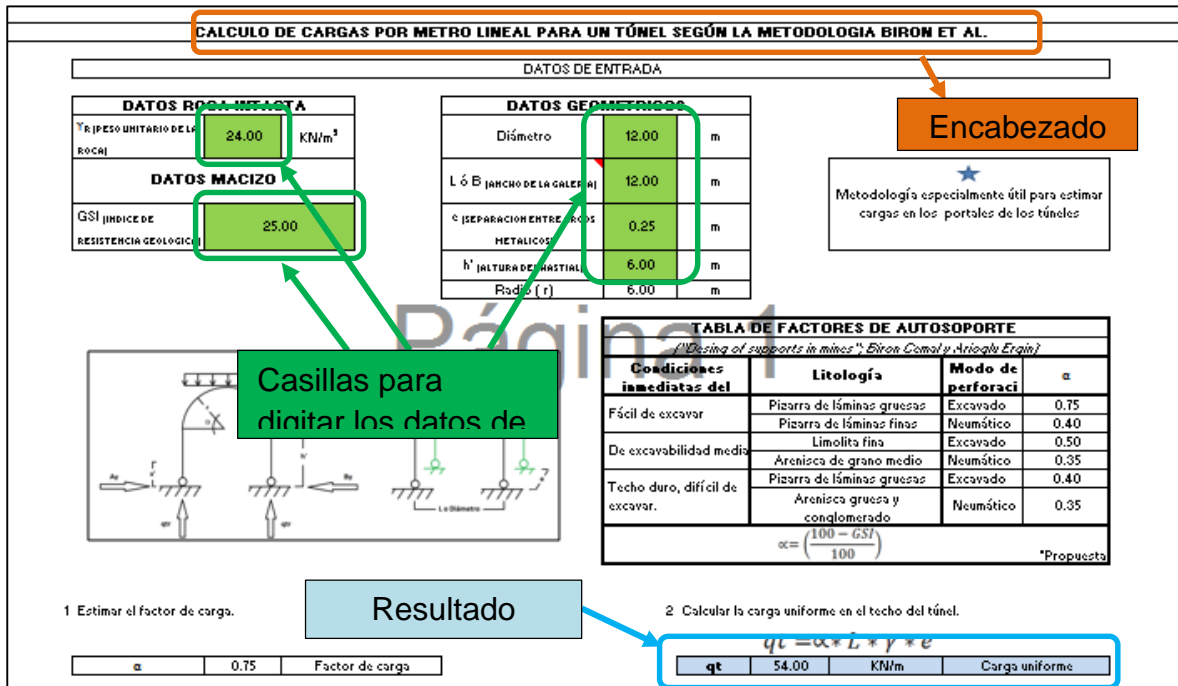 CALCULO DE CARGAS POR METRO LINEAL PARA UN TÚNEL SEGÚN LA METODOLOGIA BIRON ET AL.
DATOS DE ENTRADA
Encabezado
DATOS ROCA INTACTA
ϒR (PESO UNITARIO DE LA ROCA) 24.00 KN/m³
DATOS MACIZO
GSI (INDICE DE RESISTENCIA GEOLOGICA) 25.00
DATOS GEOMETRICOS
Diámetro 12.00 m
L ó B (ANCHO DE LA GALERIA) 12.00 m
e (SEPARACION ENTRE ARCOS METALICOS) 0.25 m
h' (ALTURA DE HASTIAL) 6.00 m
Radio ( r) 6.00 m
Metodología especialmente útil para estimar
cargas en los portales de los túneles
Página 1
Casillas para
digitar los datos de
L o Diámetro
TABLA DE FACTORES DE AUTOSOPORTE
("Desing of supports in mines"; Biron Cemal y Arioglu Ergin)
Condiciones inmediatas del Litología Modo de perforaci α
Fácil de excavar Pizarra de láminas gruesas Excavado 0.75
Pizarra de láminas finas Neumático 0.40
De excavabilidad media Limolita fina Excavado 0.50
Arenisca de grano medio Neumático 0.35
Techo duro, difícil de excavar. Pizarra de láminas gruesas Excavado 0.40
Arenisca gruesa y conglomerado Neumático 0.35
∝= (100 − GSI / 100)
*Propuesta
1 Estimar el factor de carga.
α 0.75 Factor de carga
Resultado
2 Calcular la carga uniforme en el techo del túnel.
qt =∝* L * γ * e
qt 54.00 KN/m Carga uniforme